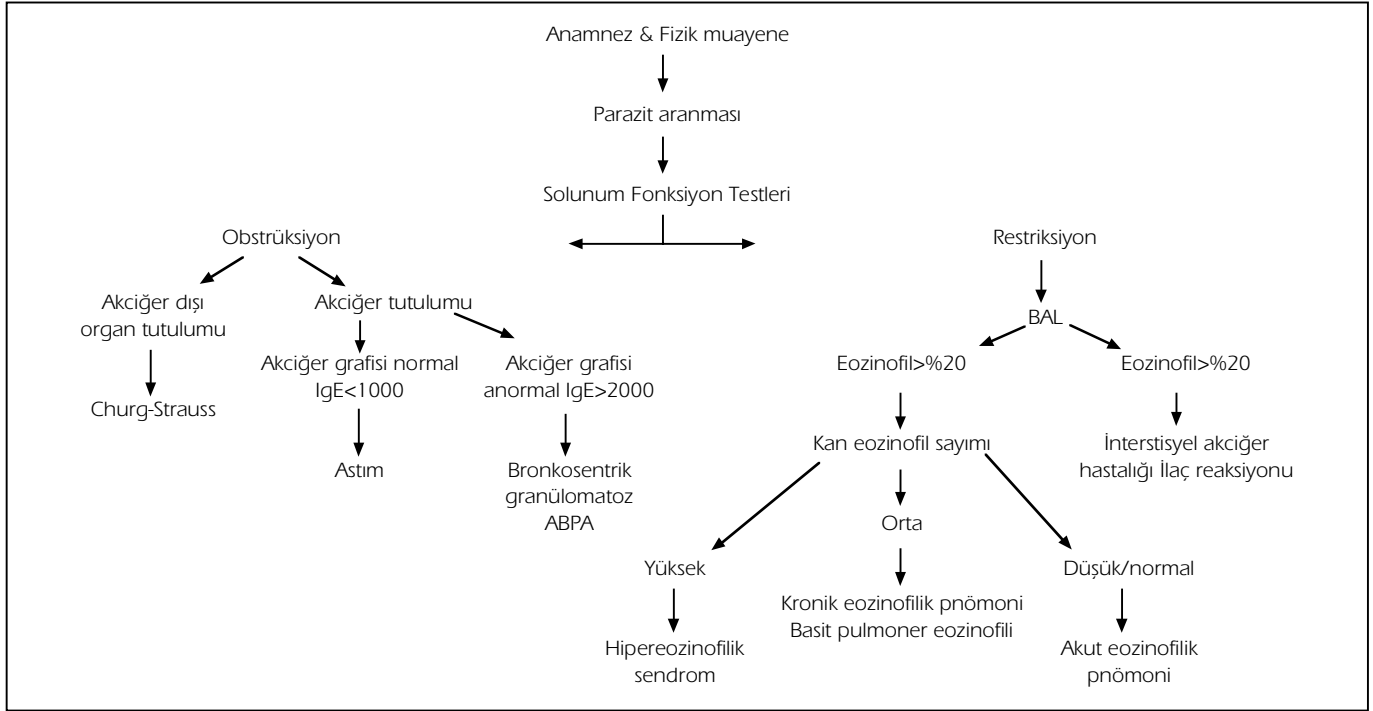 Anamnez & Fizik muayene
Parazit aranması
Solunum Fonksiyon Testleri
Obstrüksiyon
Restriksiyon
Akciğer dışı
organ tutulumu
Akciğer tutulumu
BAL
Churg-Strauss
Akciğer grafisi normal
IgE<1000
Akciğer grafisi
anormal IgE>2000
Eozinofil>%20
Eozinofil>%20
Astım
Bronkosentrik
granülomatoz
ABPA
Kan eozinofil sayımı
İnterstisyel akciğer
hastalığı İlaç reaksiyonu
Yüksek
Orta
Düşük/normal
Hipereozinofilik
sendrom
Kronik eozinofilik pnömoni
Basit pulmoner eozinofili
Akut eozinofilik
pnömoni